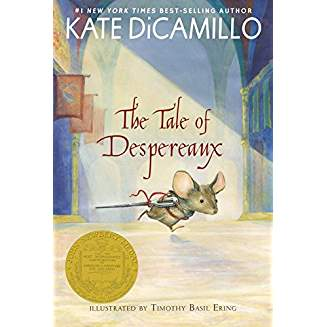 #1 NEW YORK TIMES BEST-SELLING AUTHOR
KATE DiCAMILLO
The Tale of
Despereaux
ILLUSTRATED BY TIMOTHY BASIL ERING